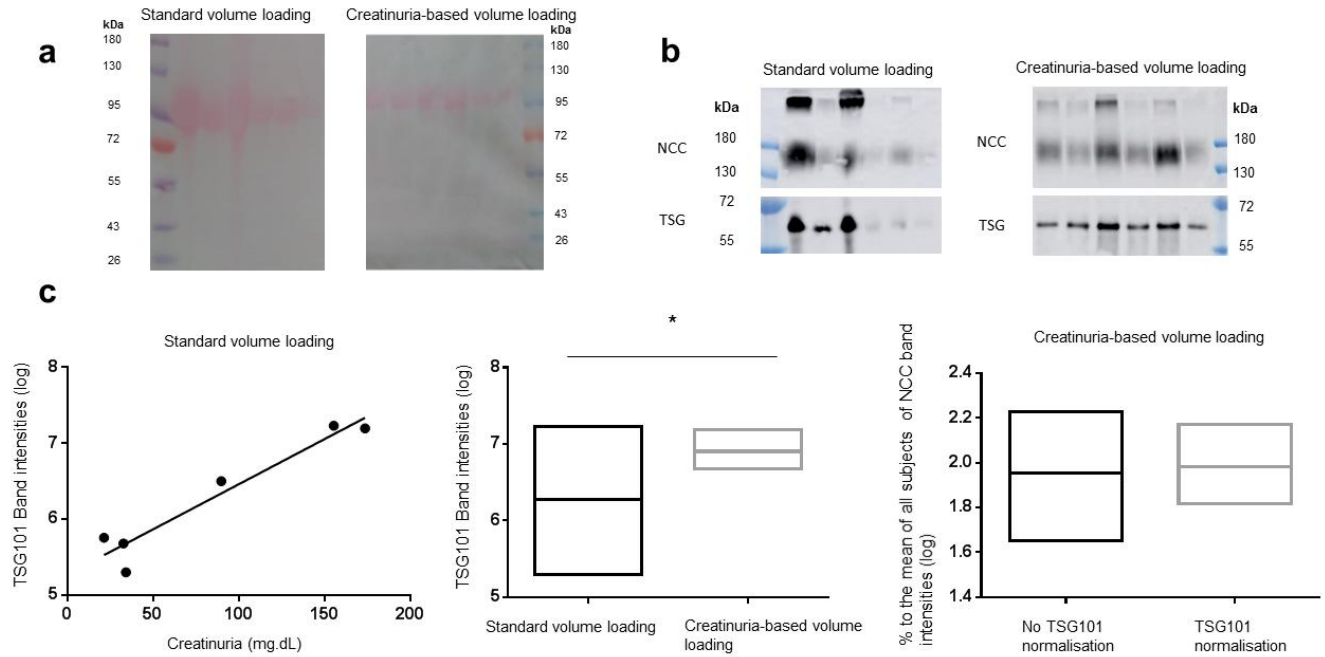 a
Standard volume loading
kDa
180
130
95
72
55
43
26
Creatinuria-based volume loading
kDa
180
130
95
72
55
43
26
b
Standard volume loading
kDa
NCC
180
130
TSG
72
55
Creatinuria-based volume loading
kDa
NCC
180
130
TSG
72
55
c
Standard volume loading
TSG101 Band intensities (log)
8
7
6
5
0
50
100
150
200
Creatinuria (mg.dL)
*
TSG101 Band intensities (log)
8
7
6
5
Standard volume loading
Creatinuria-based volume
loading
Creatinuria-based volume loading
% to the mean of all subjects of NCC band
intensities (log)
2.4
2.2
2.0
1.8
1.6
1.4
No TSG101
normalisation
TSG101
normalisation